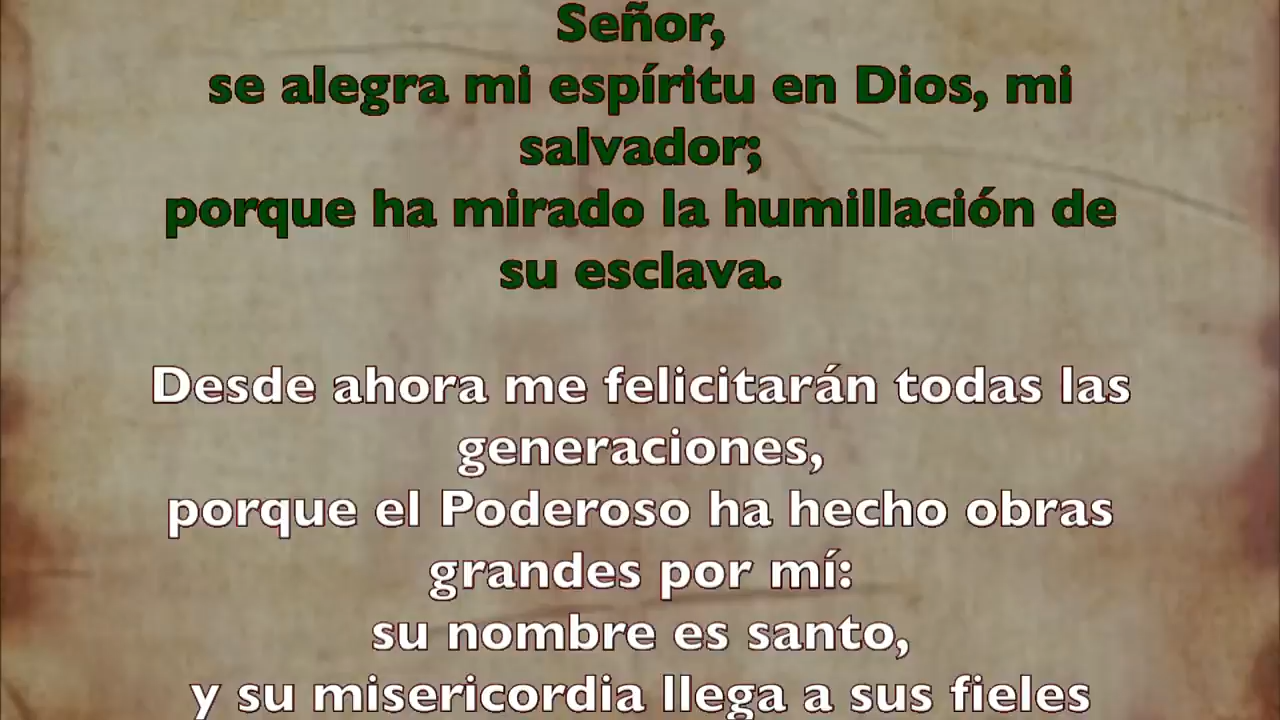 Señor,
se alegra mi espíritu en Dios, mi
salvador;
porque ha mirado la humillación de
su esclava.
Desde ahora me felicitarán todas las
generaciones,
porque el Poderoso ha hecho obras
grandes por mí:
su nombre es santo,
y su misericordia llega a sus fieles